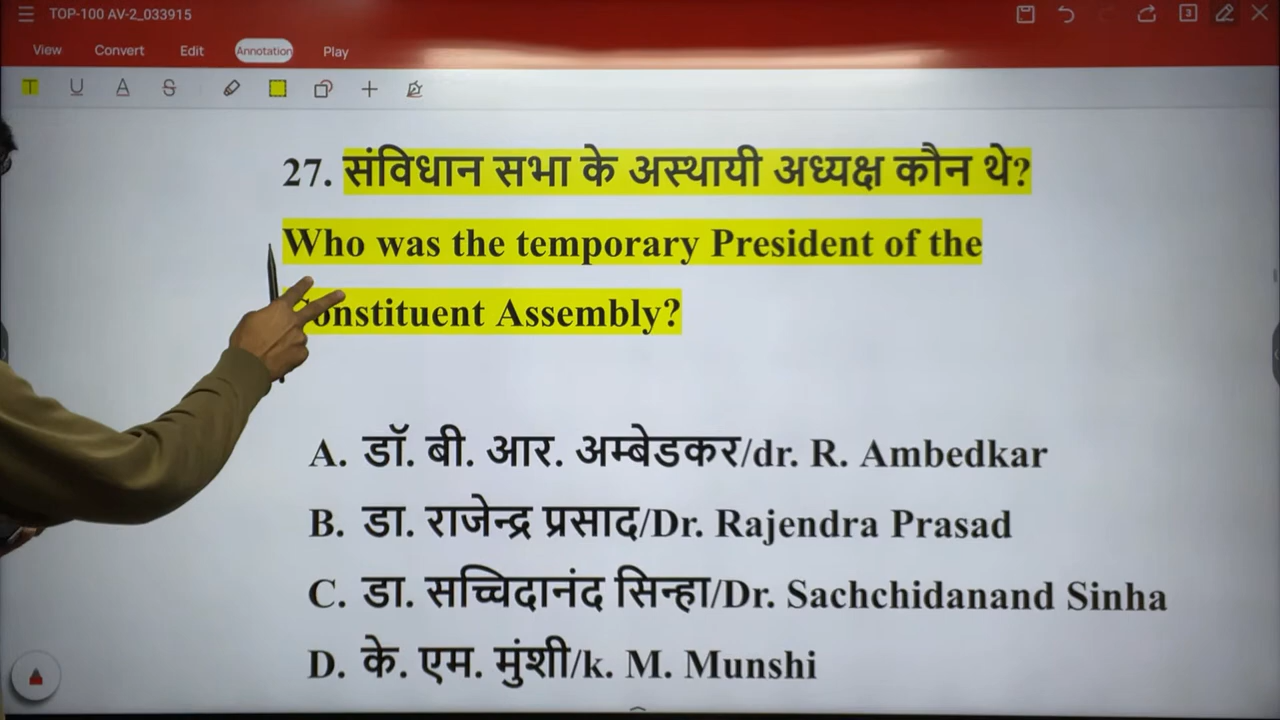 TOP-100 AV-2_033915
3
View Convert Edit Annotation Play
T U A S
27. संविधान सभा के अस्थायी अध्यक्ष कौन थे?
Who was the temporary President of the
Constituent Assembly?
A. डॉ. बी. आर. अम्बेडकर/dr. R. Ambedkar
B. डा. राजेन्द्र प्रसाद/Dr. Rajendra Prasad
C. डा. सच्चिदानंद सिन्हा/Dr. Sachchidanand Sinha
D. के. एम. मुंशी/k. M. Munshi